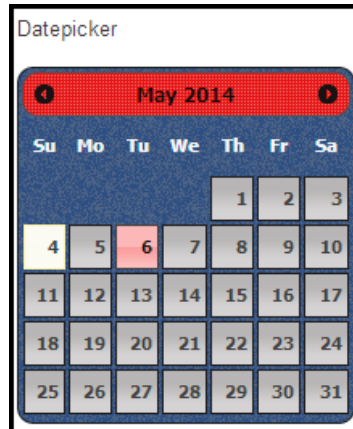 Datepicker
May 2014
Su Mo Tu We Th Fr Sa
1 2 3
4 5 6 7 8 9 10
11 12 13 14 15 16 17
18 19 20 21 22 23 24
25 26 27 28 29 30 31